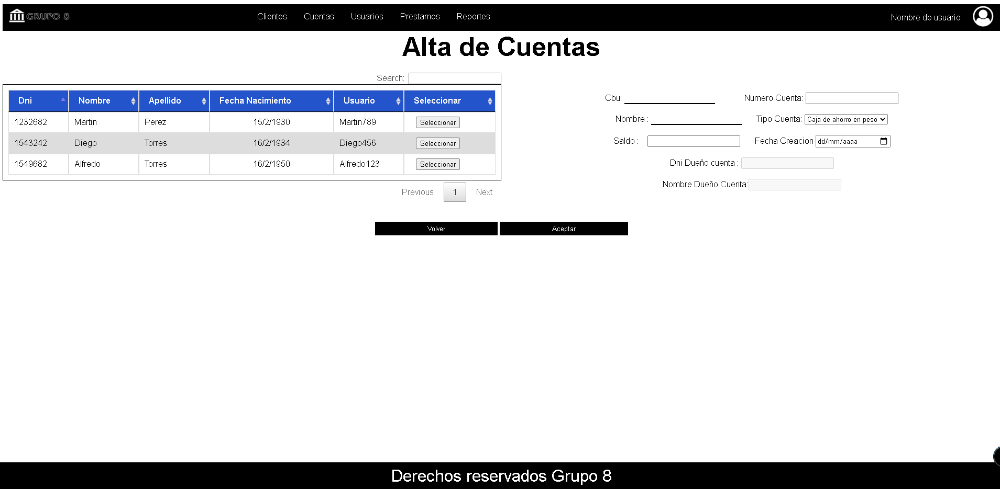 GRUPO 8 Clientes Cuentas Usuarios Prestamos Reportes Nombre de usuario
Alta de Cuentas
Search:
Dni Nombre Apellido Fecha Nacimiento Usuario Seleccionar
1232682 Martin Perez 15/2/1930 Martin789 Seleccionar
1543242 Diego Torres 16/2/1934 Diego456 Seleccionar
1549682 Alfredo Torres 16/2/1950 Alfredo123 Seleccionar
Previous 1 Next
Cbu: Numero Cuenta:
Nombre : Tipo Cuenta: Caja de ahorro en peso
Saldo : Fecha Creacion dd/mm/aaaa
Dni Dueño cuenta :
Nombre Dueño Cuenta:
Volver Aceptar
Derechos reservados Grupo 8